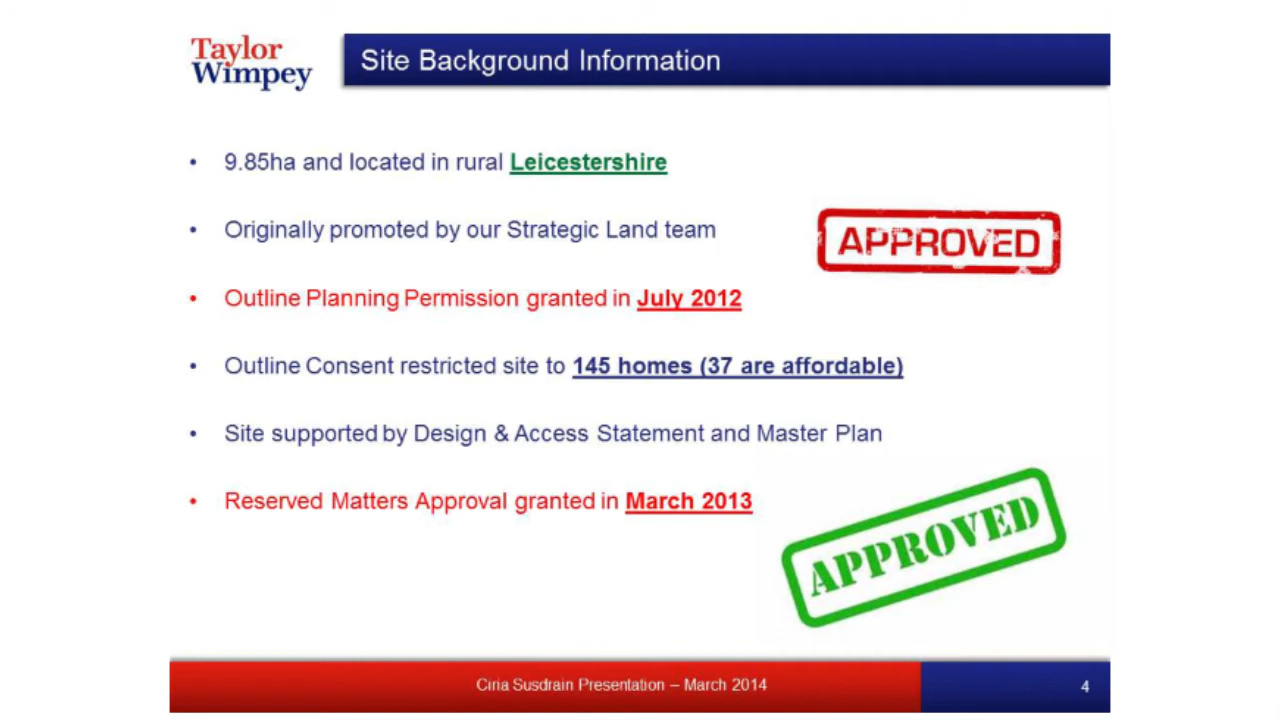 Taylor
Wimpey
Site Background Information
• 9.85ha and located in rural Leicestershire
• Originally promoted by our Strategic Land team
APPROVED
• Outline Planning Permission granted in July 2012
• Outline Consent restricted site to 145 homes (37 are affordable)
• Site supported by Design & Access Statement and Master Plan
• Reserved Matters Approval granted in March 2013
APPROVED
Ciria Susdrain Presentation – March 2014
4